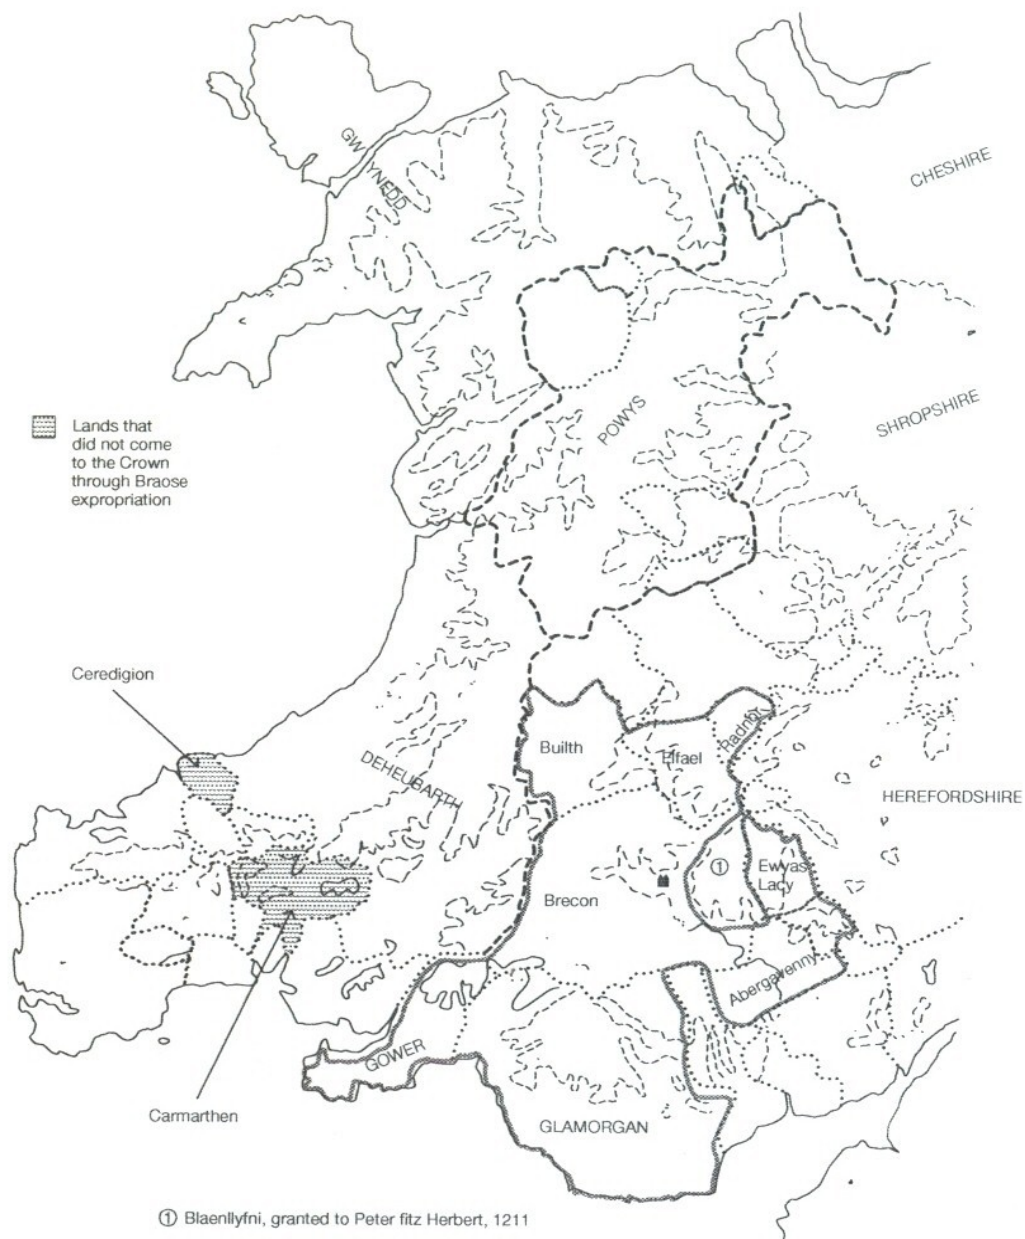 GWYNEDD
CHESHIRE
POWYS
SHROPSHIRE
Lands that
did not come
to the Crown
through Braose
expropriation
Ceredigion
DEHEUBARTH
Builth
Elfael
Radnor
HEREFORDSHIRE
①
Ewyas
Lacy
Brecon
Abergavenny
GOWER
Carmarthen
GLAMORGAN
① Blaenllyfni, granted to Peter fitz Herbert, 1211